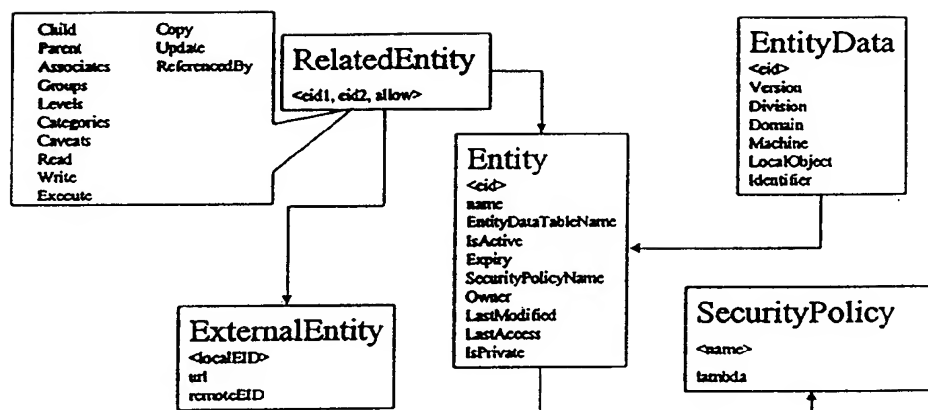 Child Copy
Parent Update
Associates ReferencedBy
Groups
Levels
Categories
Caveats
Read
Write
Execute
RelatedEntity
<eid1, eid2, allow>
EntityData
<eid>
Version
Division
Domain
Machine
LocalObject
Identifier
Entity
<eid>
name
EntityDataTableName
IsActive
Expiry
SecurityPolicyName
Owner
LastModified
LastAccess
IsPrivate
ExternalEntity
<localEID>
url
remoteEID
SecurityPolicy
<name>
lambda